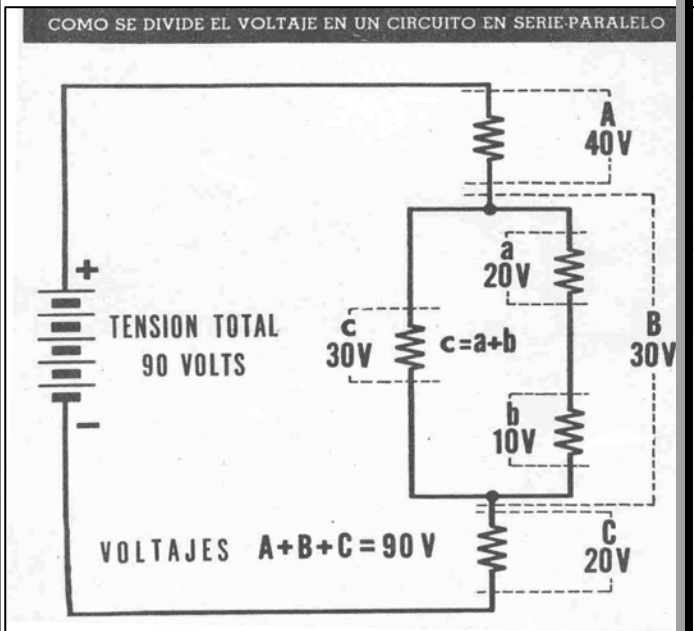 COMO SE DIVIDE EL VOLTAJE EN UN CIRCUITO EN SERIE-PARALELO
A
40V
+
a
20V
TENSION TOTAL
90 VOLTS
c
30V
c=a+b
B
30V
−
b
10V
VOLTAJES A+B+C=90V
C
20V